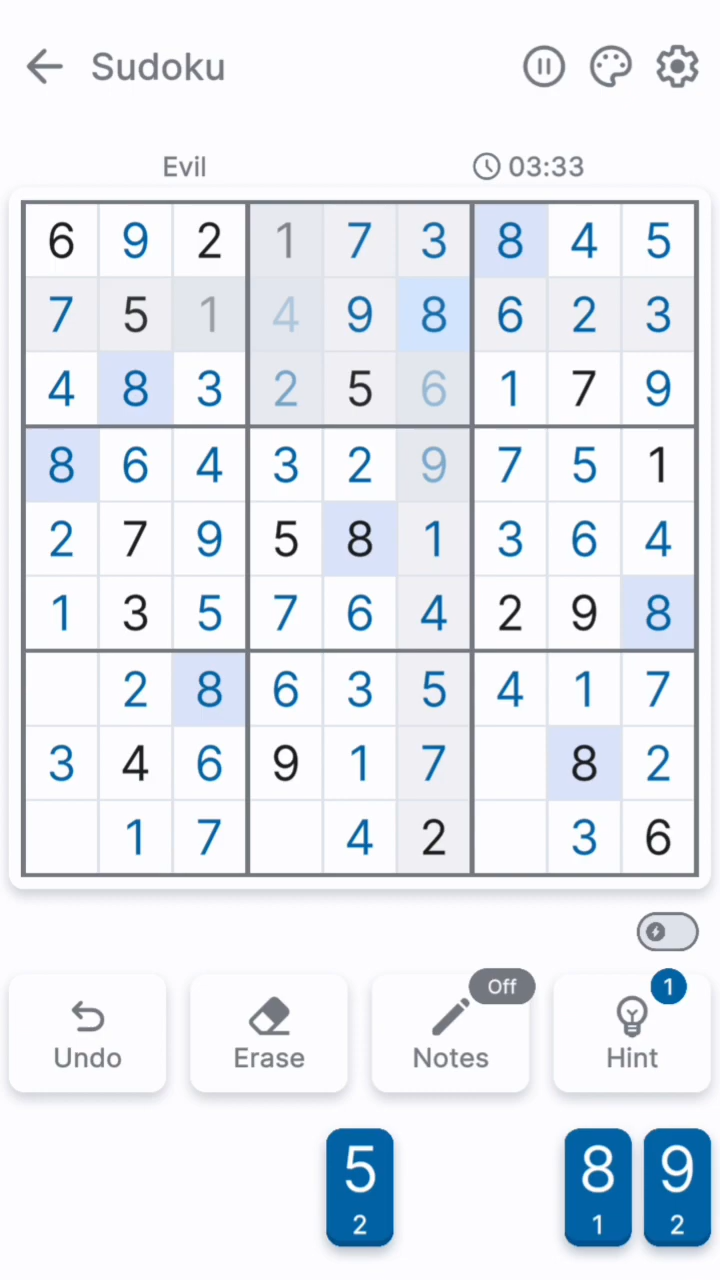 Sudoku
Evil 03:33
6 9 2 1 7 3 8 4 5
7 5 1 4 9 8 6 2 3
4 8 3 2 5 6 1 7 9
8 6 4 3 2 9 7 5 1
2 7 9 5 8 1 3 6 4
1 3 5 7 6 4 2 9 8
2 8 6 3 5 4 1 7
3 4 6 9 1 7 8 2
1 7 4 2 3 6
Off 1
Undo Erase Notes Hint
5 8 9
2 1 2